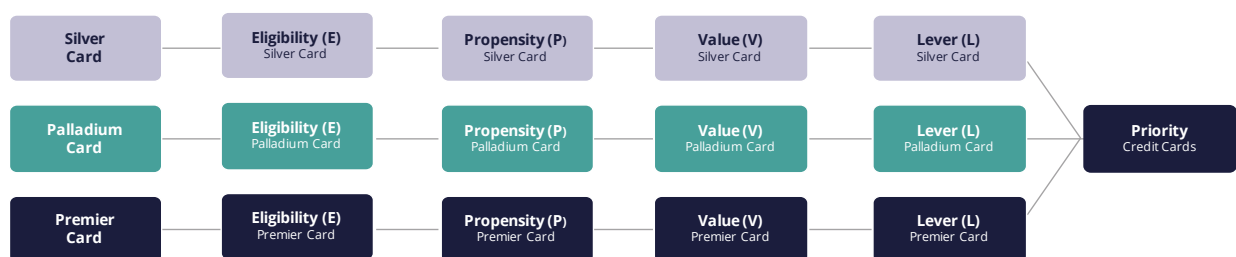 Silver
Card
Eligibility (E)
Silver Card
Propensity (P)
Silver Card
Value (V)
Silver Card
Lever (L)
Silver Card
Palladium
Card
Eligibility (E)
Palladium Card
Propensity (P)
Palladium Card
Value (V)
Palladium Card
Lever (L)
Palladium Card
Priority
Credit Cards
Premier
Card
Eligibility (E)
Premier Card
Propensity (P)
Premier Card
Value (V)
Premier Card
Lever (L)
Premier Card